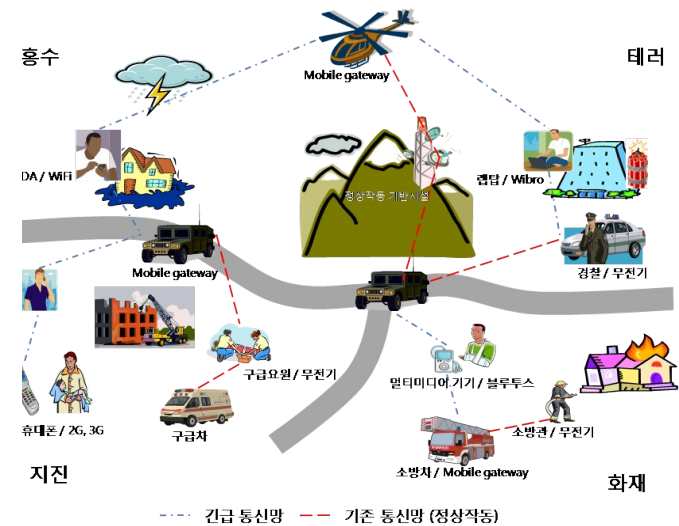 홍수
테러
Mobile gateway
DA / WiFi
랩탑 / Wibro
정상작동 기반시설
Mobile gateway
경찰 / 무전기
구급요원 / 무전기
멀티미디어 기기 / 블루투스
휴대폰 / 2G, 3G
구급차
소방관 / 무전기
소방차 / Mobile gateway
지진
화재
긴급 통신망
기존 통신망 (정상작동)